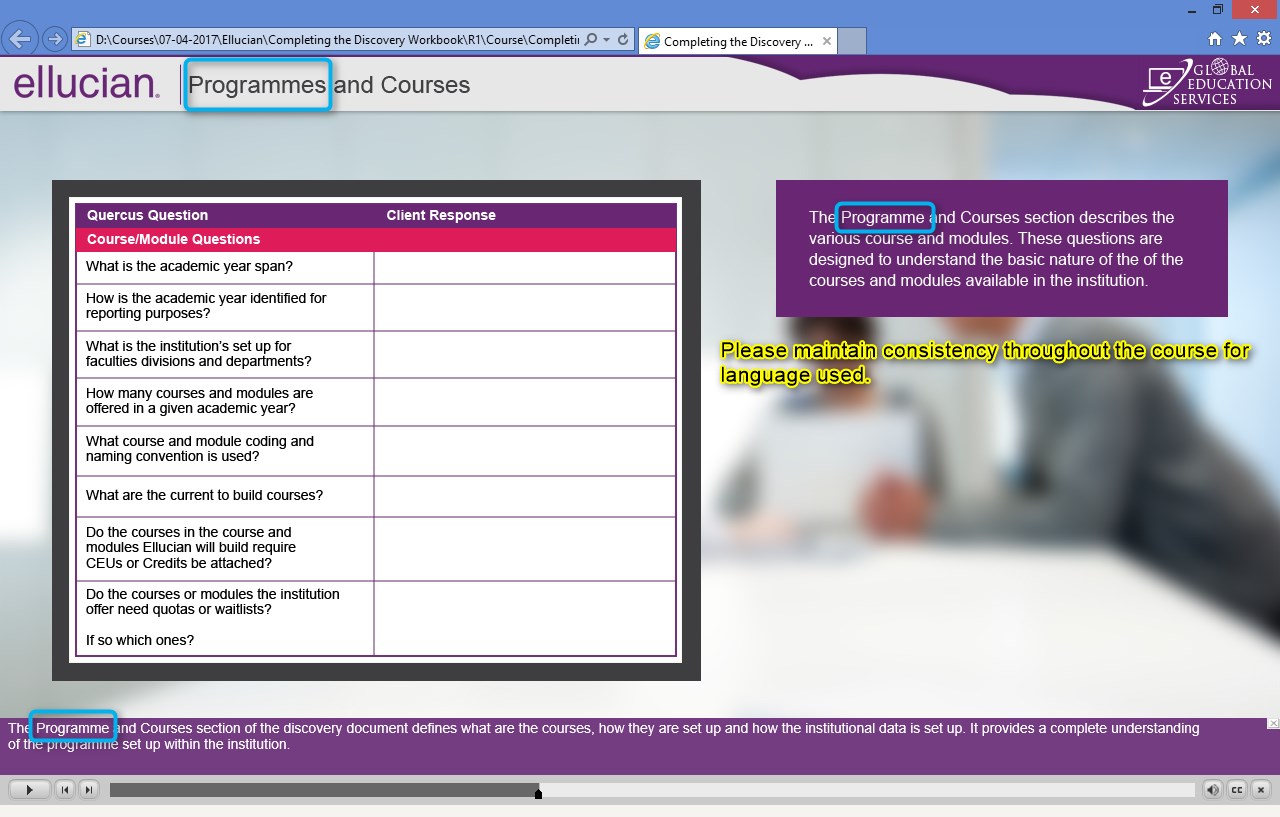 D:\Courses\07-04-2017\Ellucian\Completing the Discovery Workbook\R1\Course\Completin
Completing the Discovery ...
ellucian.
Programmes and Courses
e GLOBAL
EDUCATION
SERVICES
Quercus Question Client Response
Course/Module Questions
What is the academic year span?
How is the academic year identified for
reporting purposes?
What is the institution's set up for
faculties divisions and departments?
How many courses and modules are
offered in a given academic year?
What course and module coding and
naming convention is used?
What are the current to build courses?
Do the courses in the course and
modules Ellucian will build require
CEUs or Credits be attached?
Do the courses or modules the institution
offer need quotas or waitlists?
If so which ones?
The Programme and Courses section describes the
various course and modules. These questions are
designed to understand the basic nature of the of the
courses and modules available in the institution.
Please maintain consistency throughout the course for
language used.
The Programme and Courses section of the discovery document defines what are the courses, how they are set up and how the institutional data is set up. It provides a complete understanding
of the programme set up within the institution.
CC